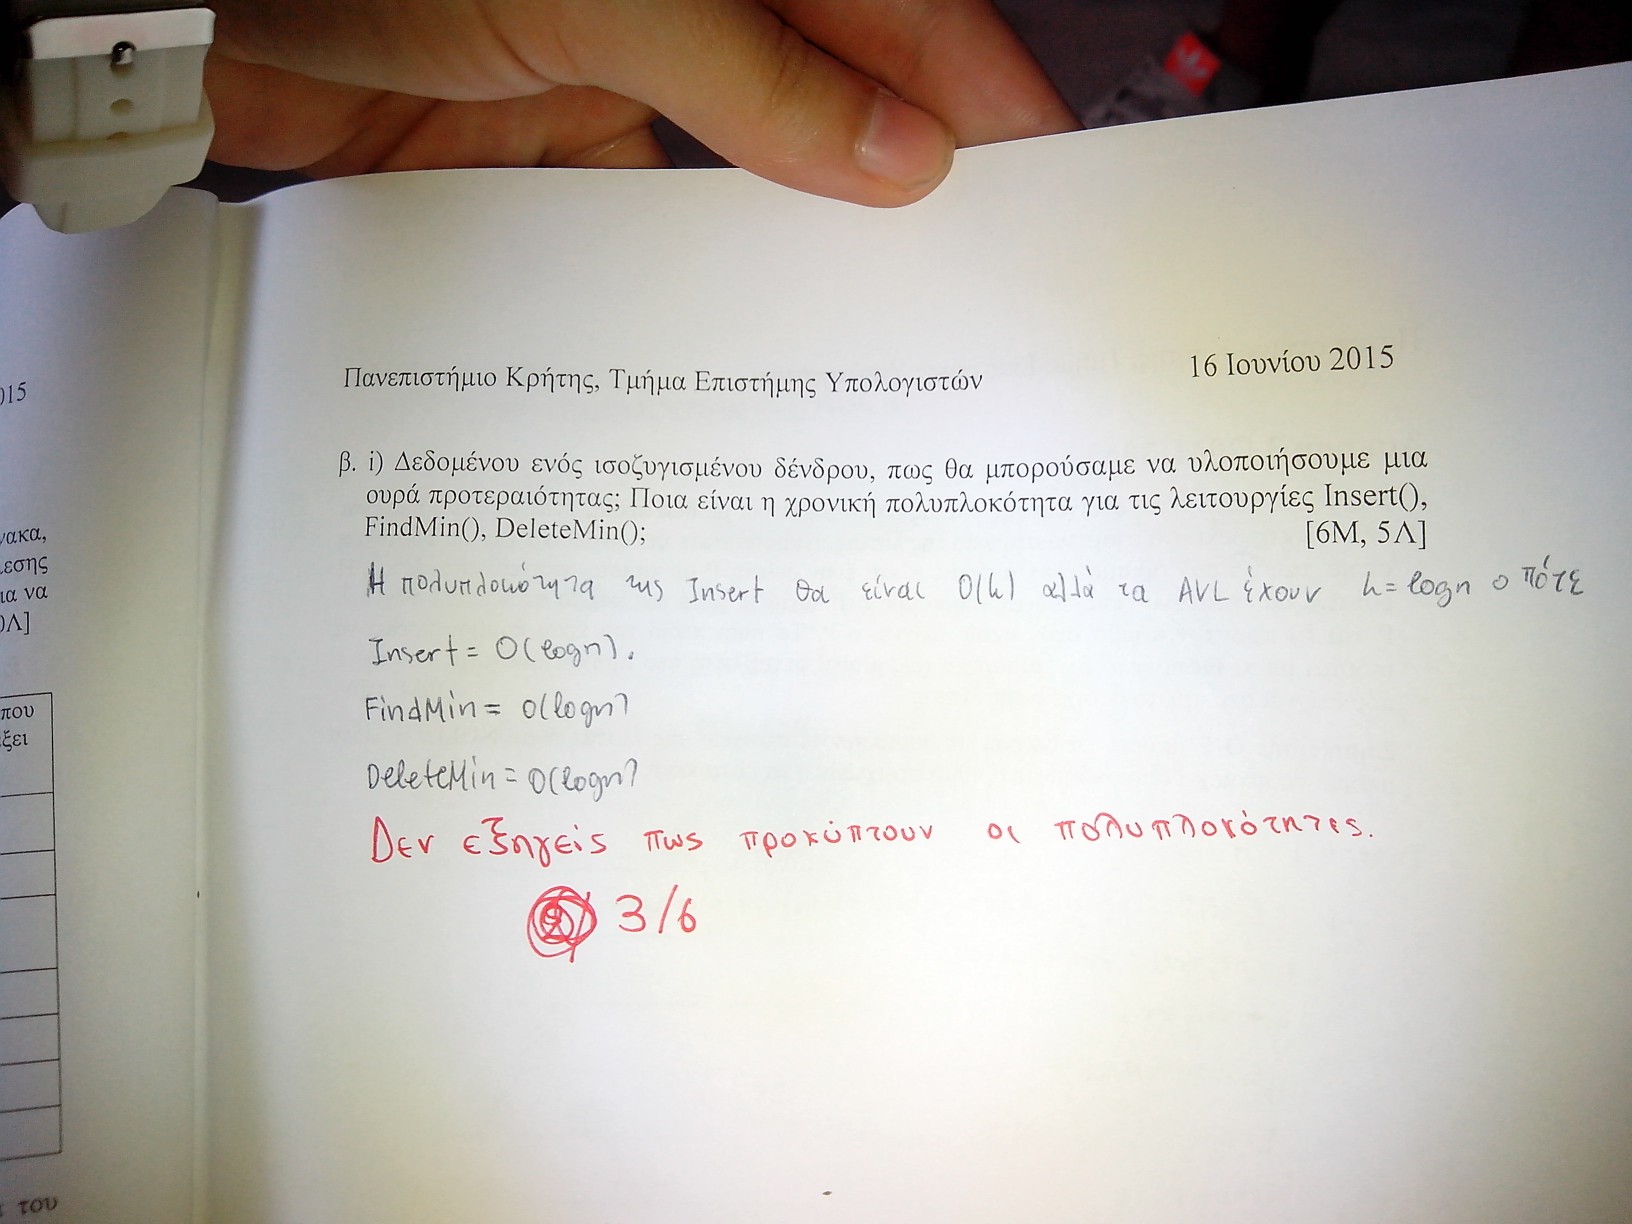 015
νακα,
εσης
ια να
Λ]
που
ξει
του
Πανεπιστήμιο Κρήτης, Τμήμα Επιστήμης Υπολογιστών
16 Ιουνίου 2015
β. i) Δεδομένου ενός ισοζυγισμένου δένδρου, πως θα μπορούσαμε να υλοποιήσουμε μια
ουρά προτεραιότητας; Ποια είναι η χρονική πολυπλοκότητα για τις λειτουργίες Insert(),
FindMin(), DeleteMin();
[6Μ, 5Λ]
Η πολυπλοκότητα της Insert θα είναι O(h) αλλά τα AVL έχουν h = logn ο πότε
Insert = O(logn).
FindMin = O(logn)
DeleteMin = O(logn)
Δεν εξηγείς πως προκύπτουν οι πολυπλοκότητες.
3/6